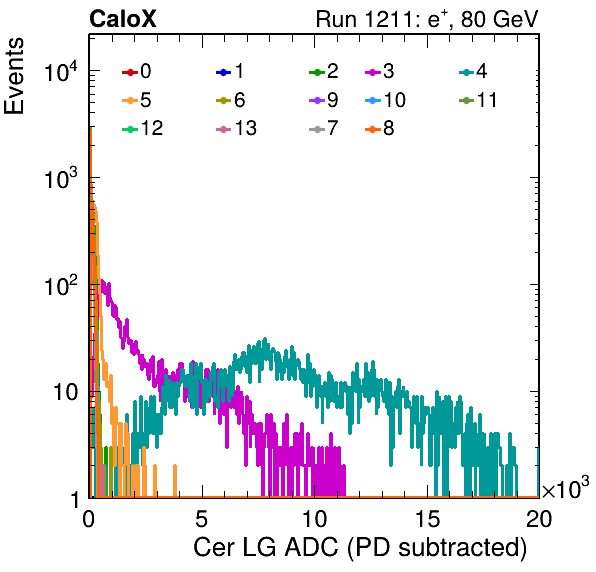 CaloX Run 1211: e⁺, 80 GeV
Events
10⁴
10³
10²
10
1
0 1 2 3 4
5 6 9 10 11
12 13 7 8
0 5 10 15 20
×10³
Cer LG ADC (PD subtracted)